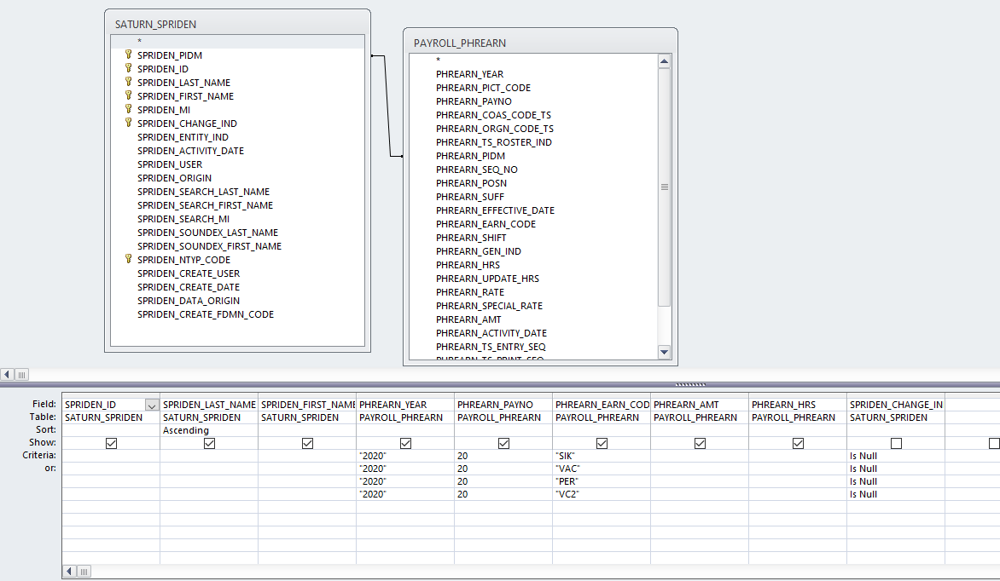 SATURN_SPRIDEN
*
SPRIDEN_PIDM
SPRIDEN_ID
SPRIDEN_LAST_NAME
SPRIDEN_FIRST_NAME
SPRIDEN_MI
SPRIDEN_CHANGE_IND
SPRIDEN_ENTITY_IND
SPRIDEN_ACTIVITY_DATE
SPRIDEN_USER
SPRIDEN_ORIGIN
SPRIDEN_SEARCH_LAST_NAME
SPRIDEN_SEARCH_FIRST_NAME
SPRIDEN_SEARCH_MI
SPRIDEN_SOUNDEX_LAST_NAME
SPRIDEN_SOUNDEX_FIRST_NAME
SPRIDEN_NTYP_CODE
SPRIDEN_CREATE_USER
SPRIDEN_CREATE_DATE
SPRIDEN_DATA_ORIGIN
SPRIDEN_CREATE_FDMN_CODE
PAYROLL_PHREARN
*
PHREARN_YEAR
PHREARN_PICT_CODE
PHREARN_PAYNO
PHREARN_COAS_CODE_TS
PHREARN_ORGN_CODE_TS
PHREARN_TS_ROSTER_IND
PHREARN_PIDM
PHREARN_SEQ_NO
PHREARN_POSN
PHREARN_SUFF
PHREARN_EFFECTIVE_DATE
PHREARN_EARN_CODE
PHREARN_SHIFT
PHREARN_GEN_IND
PHREARN_HRS
PHREARN_UPDATE_HRS
PHREARN_RATE
PHREARN_SPECIAL_RATE
PHREARN_AMT
PHREARN_ACTIVITY_DATE
PHREARN_TS_ENTRY_SEQ
PHREARN_TS_PRINT_SEQ
Field: SPRIDEN_ID SPRIDEN_LAST_NAME SPRIDEN_FIRST_NAME PHREARN_YEAR PHREARN_PAYNO PHREARN_EARN_COD PHREARN_AMT PHREARN_HRS SPRIDEN_CHANGE_IN
Table: SATURN_SPRIDEN SATURN_SPRIDEN SATURN_SPRIDEN PAYROLL_PHREARN PAYROLL_PHREARN PAYROLL_PHREARN PAYROLL_PHREARN PAYROLL_PHREARN SATURN_SPRIDEN
Sort: Ascending
Show:
Criteria: "2020" 20 "SIK" Is Null
or: "2020" 20 "VAC" Is Null
"2020" 20 "PER" Is Null
"2020" 20 "VC2" Is Null